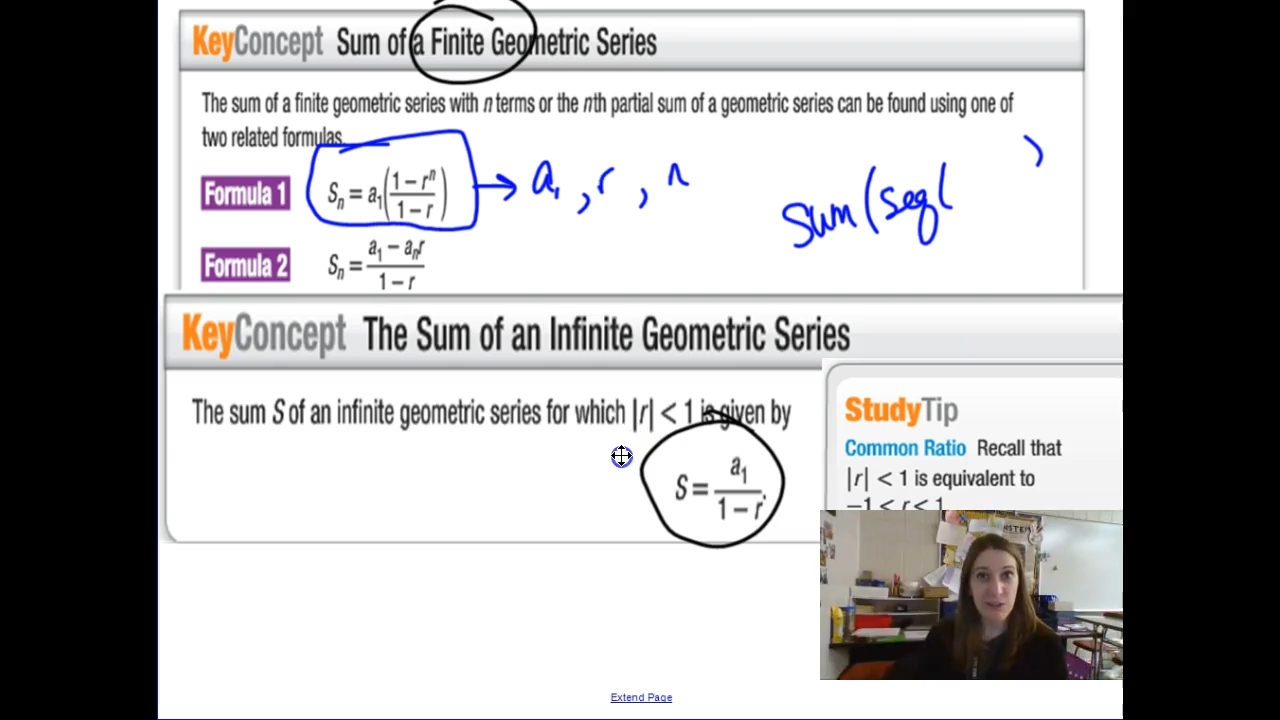 KeyConcept Sum of a Finite Geometric Series
The sum of a finite geometric series with n terms or the nth partial sum of a geometric series can be found using one of
two related formulas.
Formula 1 Sₙ = a₁((1 − rⁿ)/(1 − r)) → a₁, r, n sum(seq( )
Formula 2 Sₙ = (a₁ − aₙr)/(1 − r)
KeyConcept The Sum of an Infinite Geometric Series
The sum S of an infinite geometric series for which |r| < 1 is given by
S = a₁/(1 − r).
StudyTip
Common Ratio Recall that
|r| < 1 is equivalent to
−1 < r < 1
Extend Page